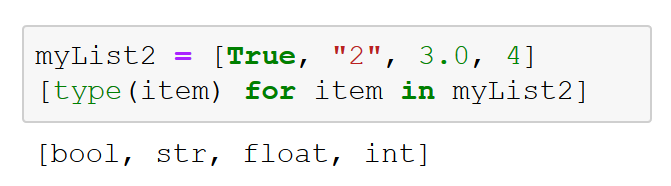 myList2 = [True, "2", 3.0, 4]
[type(item) for item in myList2]
[bool, str, float, int]